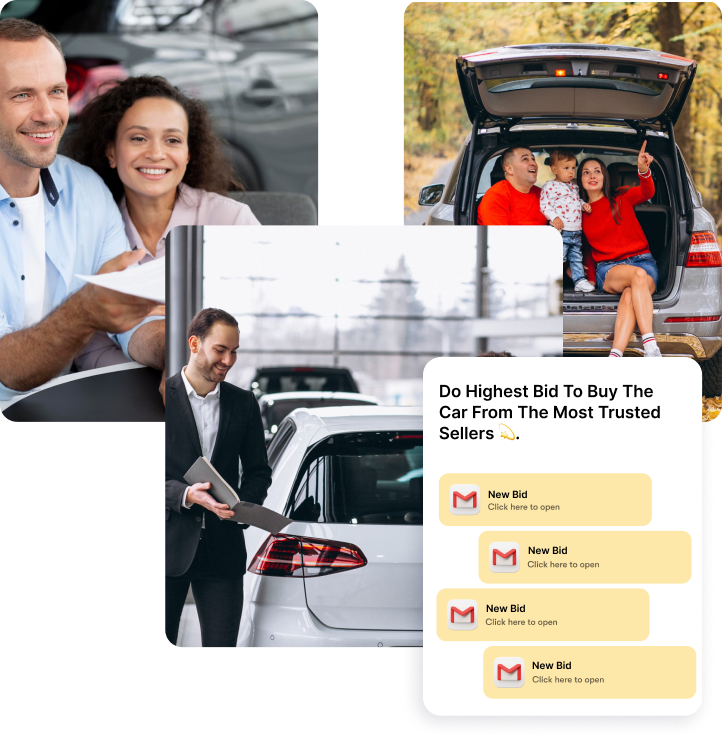 Do Highest Bid To Buy The
Car From The Most Trusted
Sellers 💫.
New Bid
Click here to open
New Bid
Click here to open
New Bid
Click here to open
New Bid
Click here to open